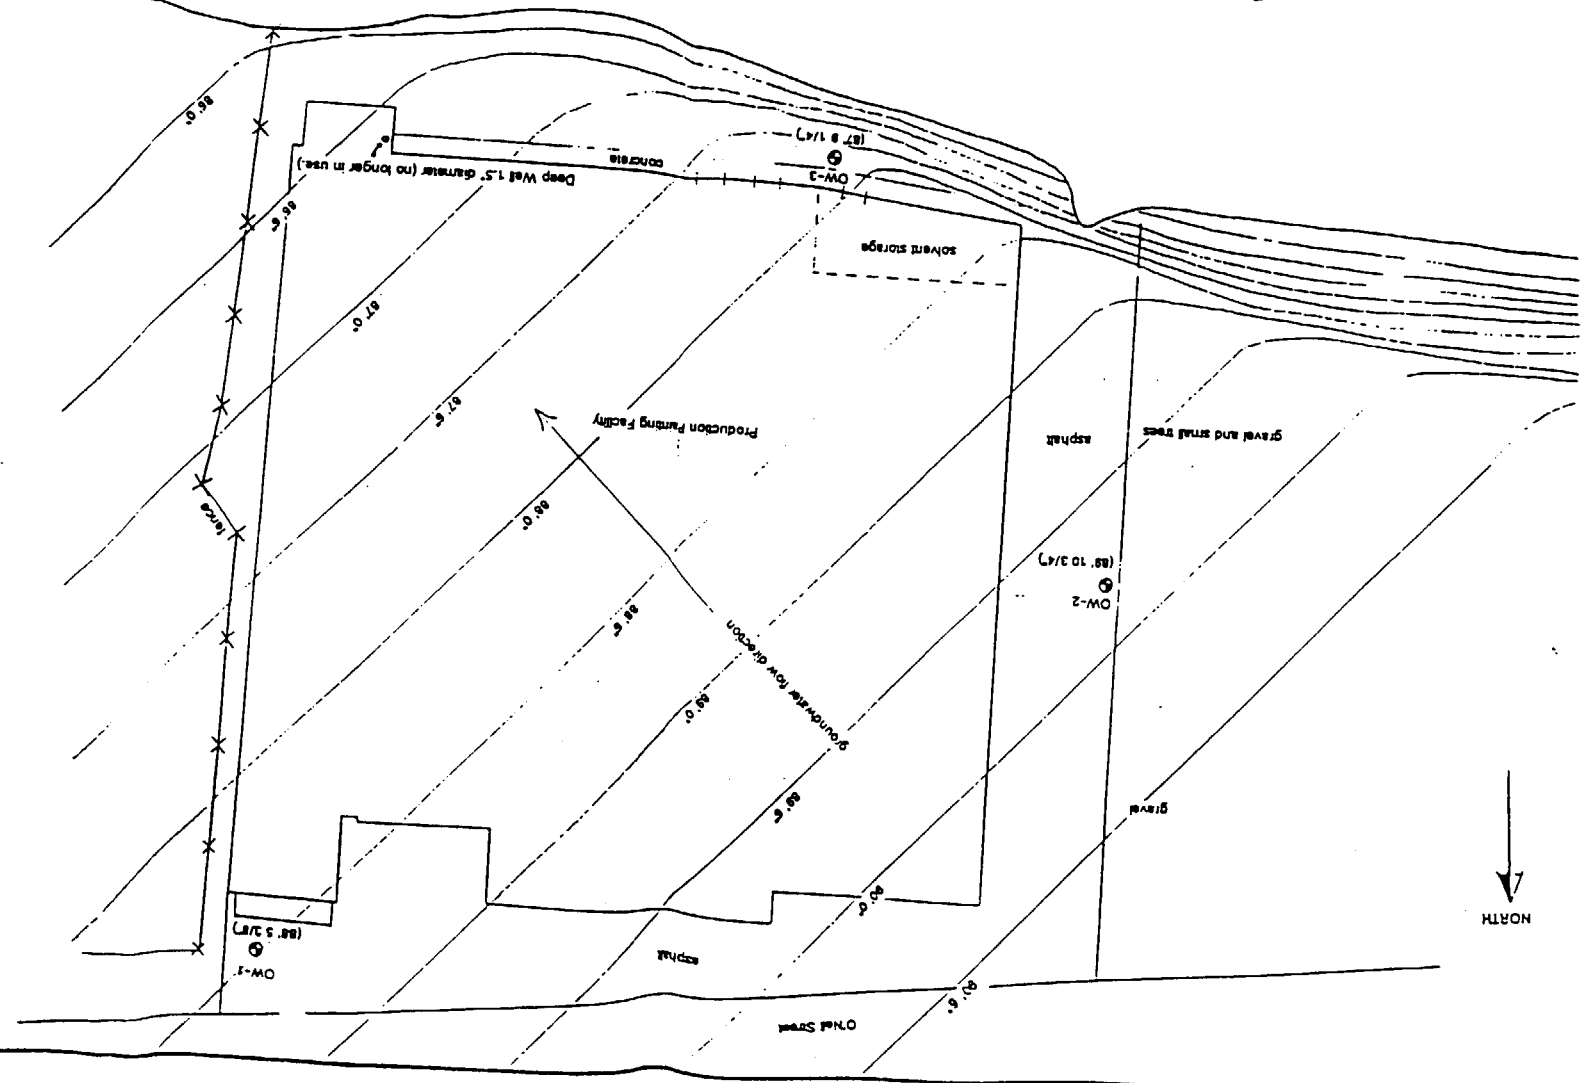 O'Neil Street
NORTH
90' 6"
asphalt
OW-1
(88' 5 3/8")
90' 0"
gravel
89' 6"
groundwater flow direction
89' 0"
88' 6"
OW-2
(89' 10 3/4")
88' 0"
fence
gravel and small trees
asphalt
Production Painting Facility
87' 6"
87' 0"
solvent storage
86' 6"
OW-3
(87' 9 1/4")
concrete
Deep Well 1.5" diameter (no longer in use.)
86' 0"